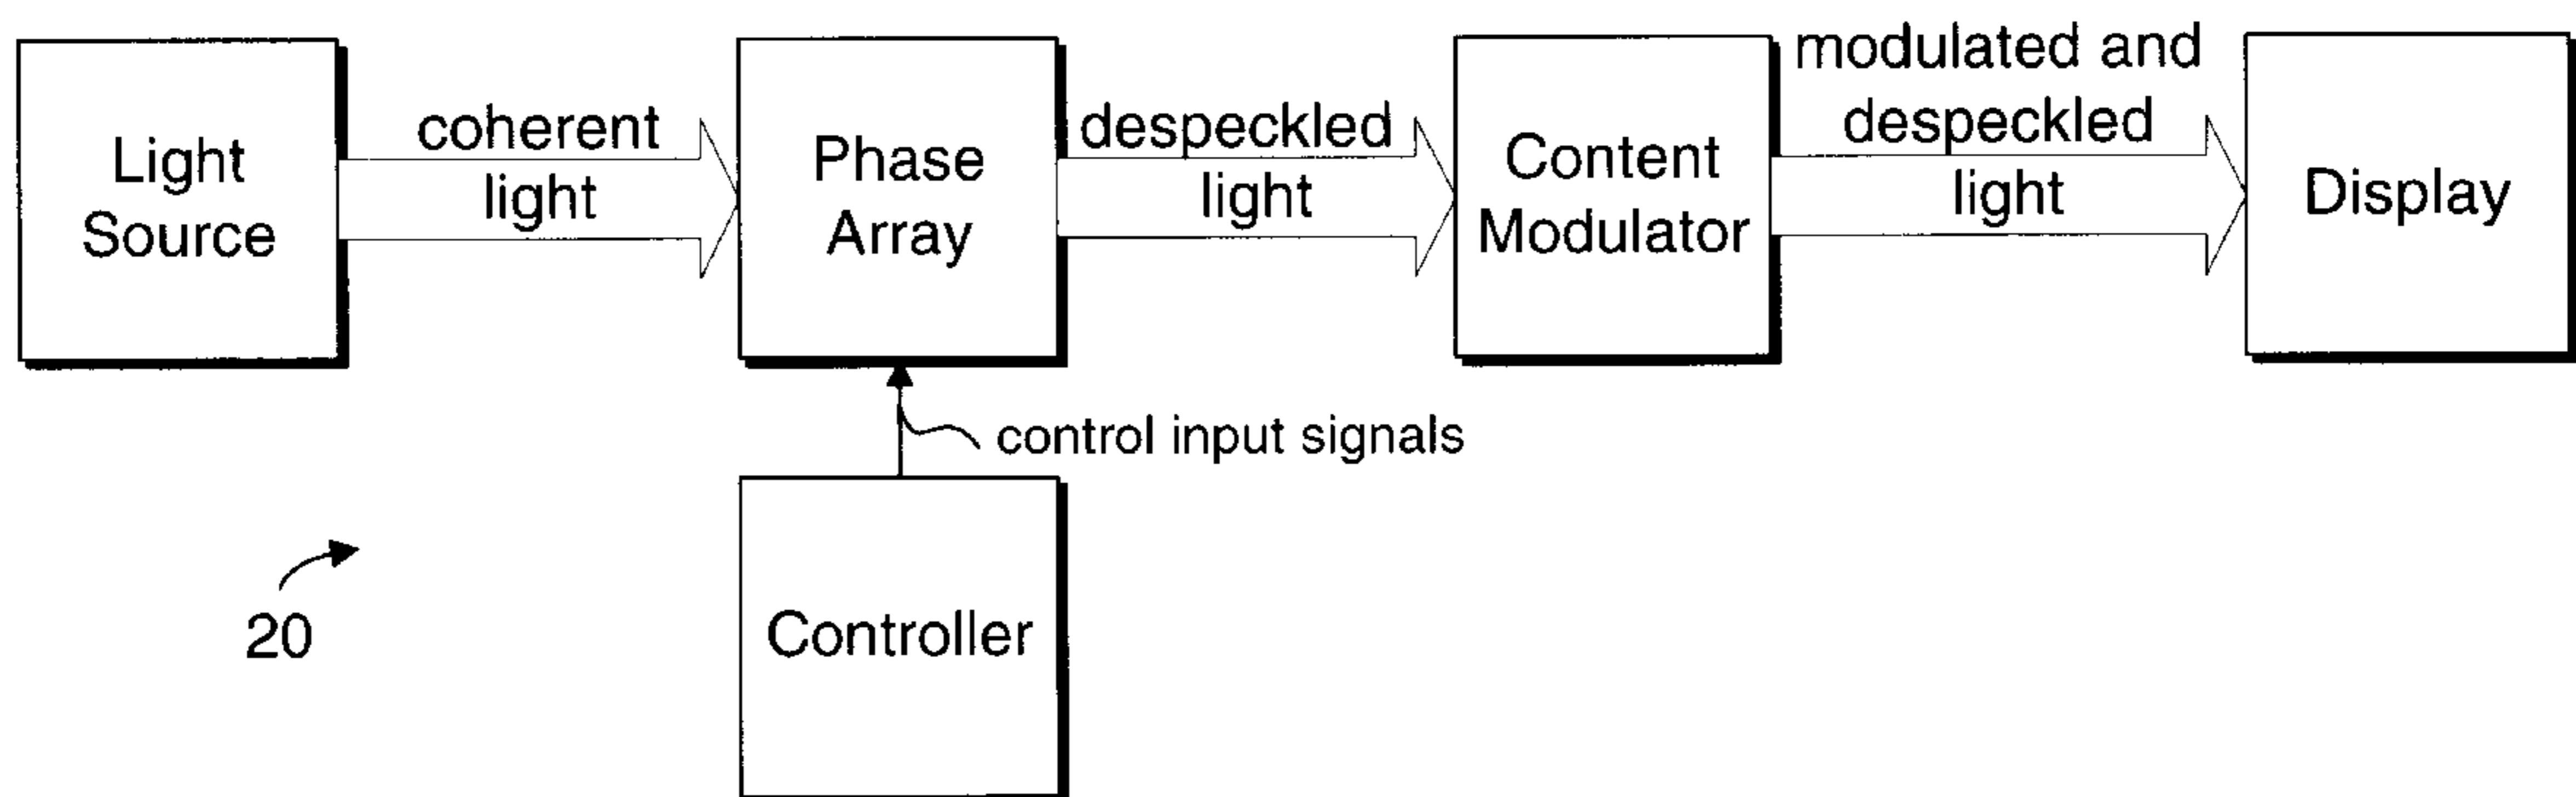 Light
Source
coherent
light
Phase
Array
despeckled
light
Content
Modulator
modulated and
despeckled
light
Display
control input signals
Controller
20